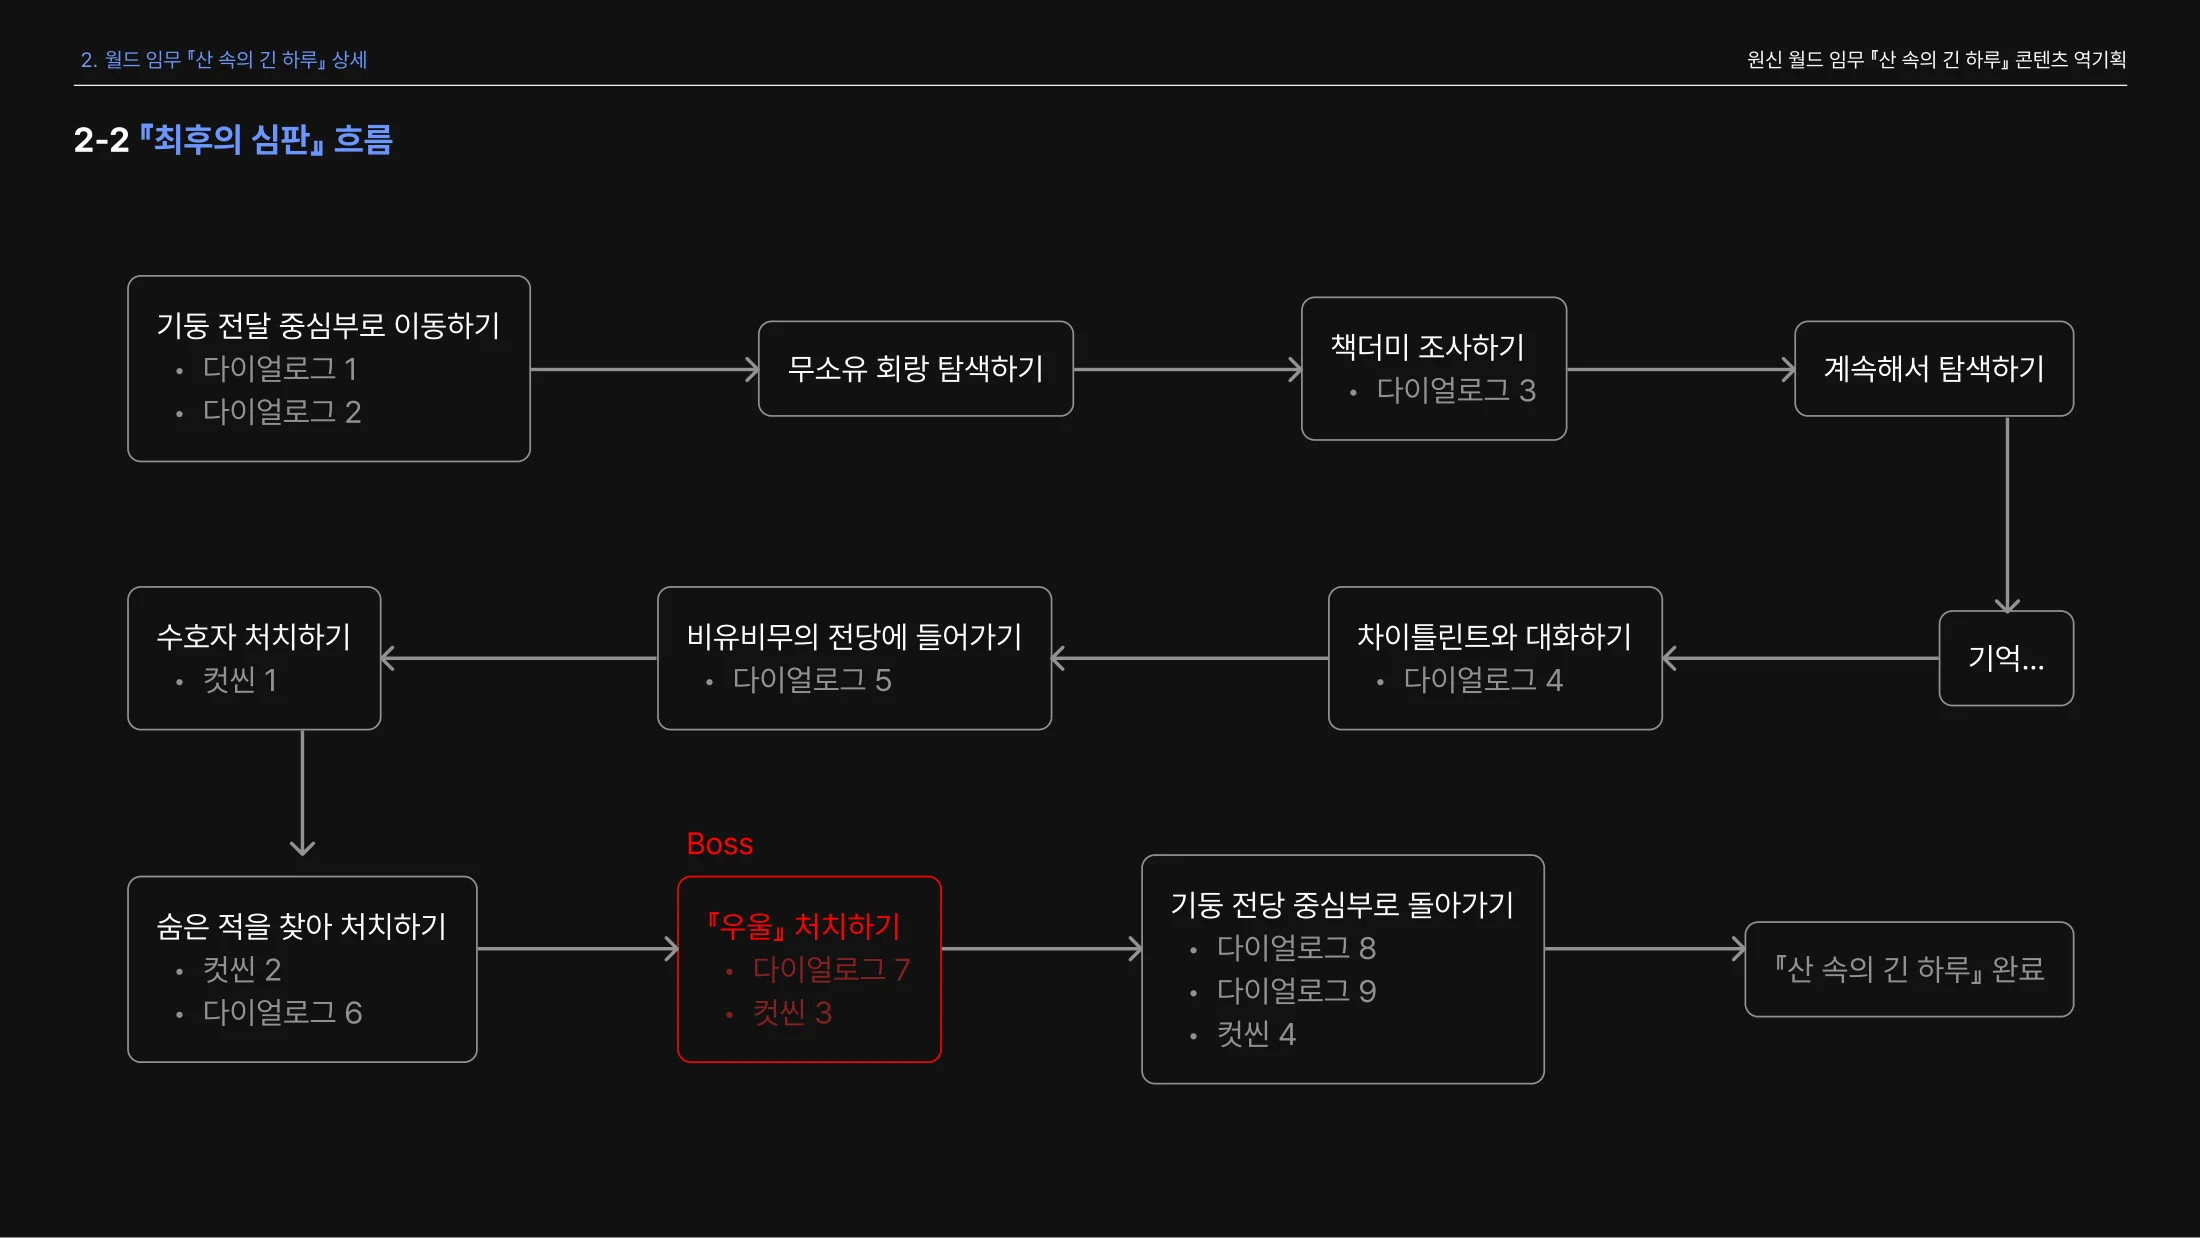 2. 월드 임무 『산 속의 긴 하루』 상세
원신 월드 임무 『산 속의 긴 하루』 콘텐츠 역기획
2-2 『최후의 심판』 흐름
기둥 전달 중심부로 이동하기
• 다이얼로그 1
• 다이얼로그 2
무소유 회랑 탐색하기
책더미 조사하기
• 다이얼로그 3
계속해서 탐색하기
기억...
차이틀린트와 대화하기
• 다이얼로그 4
비유비무의 전당에 들어가기
• 다이얼로그 5
수호자 처치하기
• 컷씬 1
숨은 적을 찾아 처치하기
• 컷씬 2
• 다이얼로그 6
Boss
『우울』 처치하기
• 다이얼로그 7
• 컷씬 3
기둥 전당 중심부로 돌아가기
• 다이얼로그 8
• 다이얼로그 9
• 컷씬 4
『산 속의 긴 하루』 완료